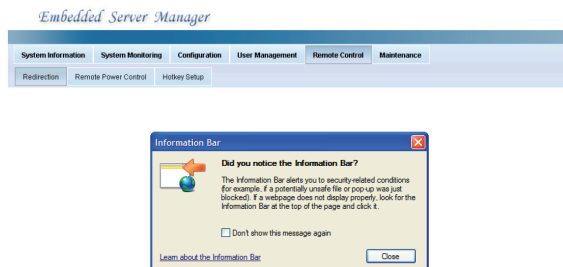 Embedded Server Manager
System Information System Monitoring Configuration User Management Remote Control Maintenance
Redirection Remote Power Control Hotkey Setup
Information Bar
Did you notice the Information Bar?
The Information Bar alerts you to security-related conditions
(for example, if a potentially unsafe file or pop-up was just
blocked). If a webpage does not display properly, look for the
Information Bar at the top of the page and click it.
Don't show this message again
Learn about the Information Bar Close